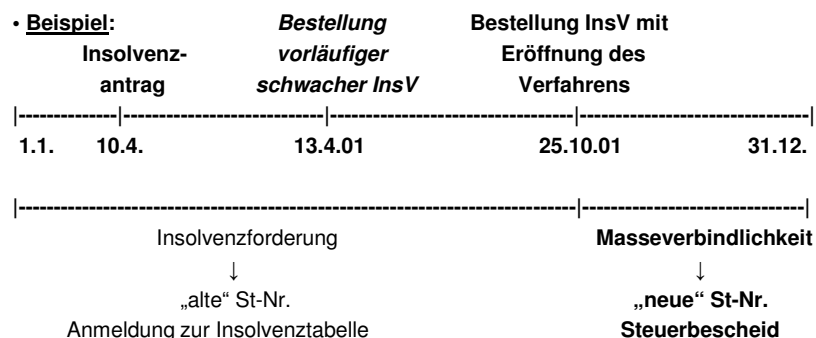 • Beispiel: Bestellung Bestellung InsV mit
Insolvenz- vorläufiger Eröffnung des
antrag schwacher InsV Verfahrens
|--------------|---------------------------|---------------------------------|-------------------------------|
1.1. 10.4. 13.4.01 25.10.01 31.12.
|----------------------------------------------------------------------------|------------------------------|
Insolvenzforderung Masseverbindlichkeit
↓ ↓
„alte“ St-Nr. „neue“ St-Nr.
Anmeldung zur Insolvenztabelle Steuerbescheid